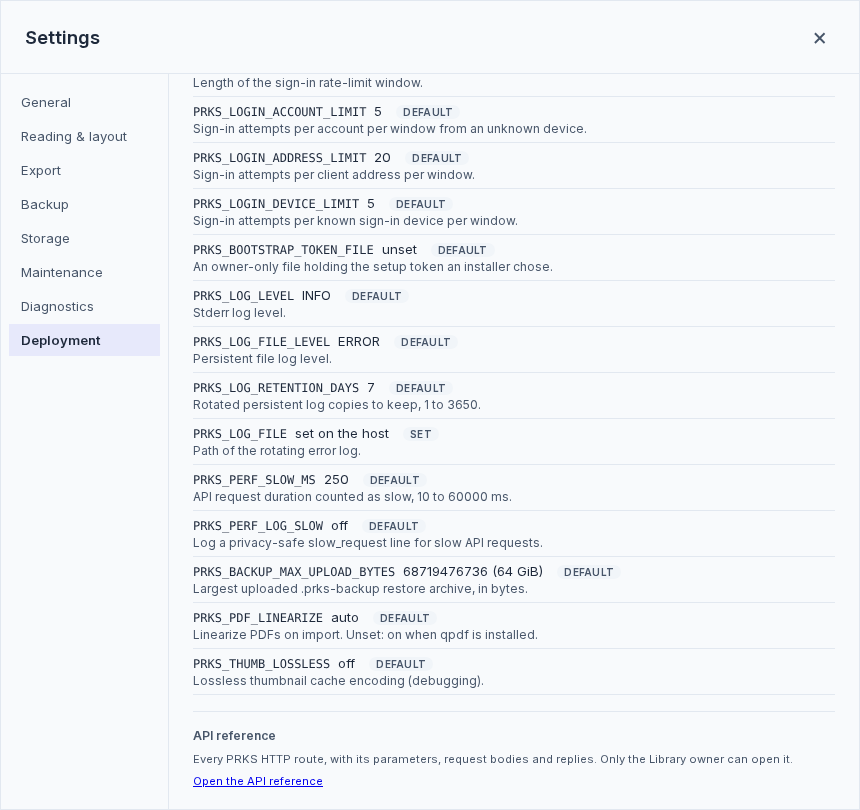 Settings
General
Reading & layout
Export
Backup
Storage
Maintenance
Diagnostics
Deployment
Length of the sign-in rate-limit window.
PRKS_LOGIN_ACCOUNT_LIMIT 5 DEFAULT
Sign-in attempts per account per window from an unknown device.
PRKS_LOGIN_ADDRESS_LIMIT 20 DEFAULT
Sign-in attempts per client address per window.
PRKS_LOGIN_DEVICE_LIMIT 5 DEFAULT
Sign-in attempts per known sign-in device per window.
PRKS_BOOTSTRAP_TOKEN_FILE unset DEFAULT
An owner-only file holding the setup token an installer chose.
PRKS_LOG_LEVEL INFO DEFAULT
Stderr log level.
PRKS_LOG_FILE_LEVEL ERROR DEFAULT
Persistent file log level.
PRKS_LOG_RETENTION_DAYS 7 DEFAULT
Rotated persistent log copies to keep, 1 to 3650.
PRKS_LOG_FILE set on the host SET
Path of the rotating error log.
PRKS_PERF_SLOW_MS 250 DEFAULT
API request duration counted as slow, 10 to 60000 ms.
PRKS_PERF_LOG_SLOW off DEFAULT
Log a privacy-safe slow_request line for slow API requests.
PRKS_BACKUP_MAX_UPLOAD_BYTES 68719476736 (64 GiB) DEFAULT
Largest uploaded .prks-backup restore archive, in bytes.
PRKS_PDF_LINEARIZE auto DEFAULT
Linearize PDFs on import. Unset: on when qpdf is installed.
PRKS_THUMB_LOSSLESS off DEFAULT
Lossless thumbnail cache encoding (debugging).
API reference
Every PRKS HTTP route, with its parameters, request bodies and replies. Only the Library owner can open it.
Open the API reference